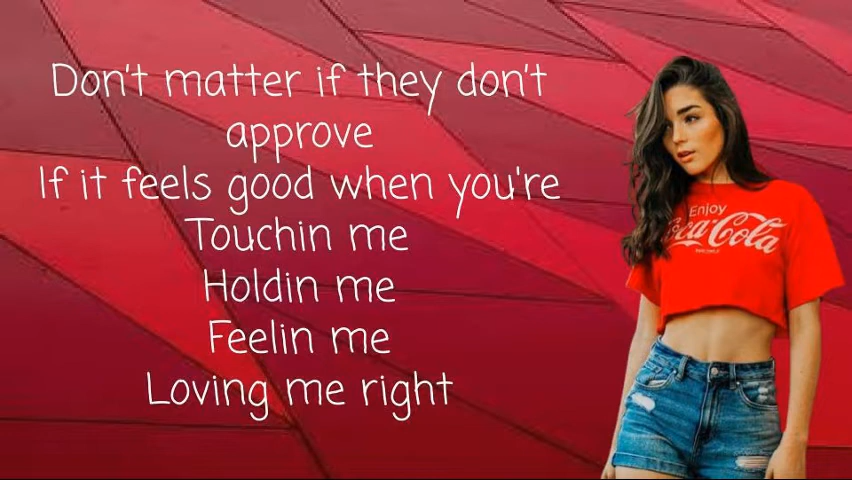 Don't matter if they don't
approve
If it feels good when you're
Touchin me
Holdin me
Feelin me
Loving me right
Enjoy
Coca-Cola